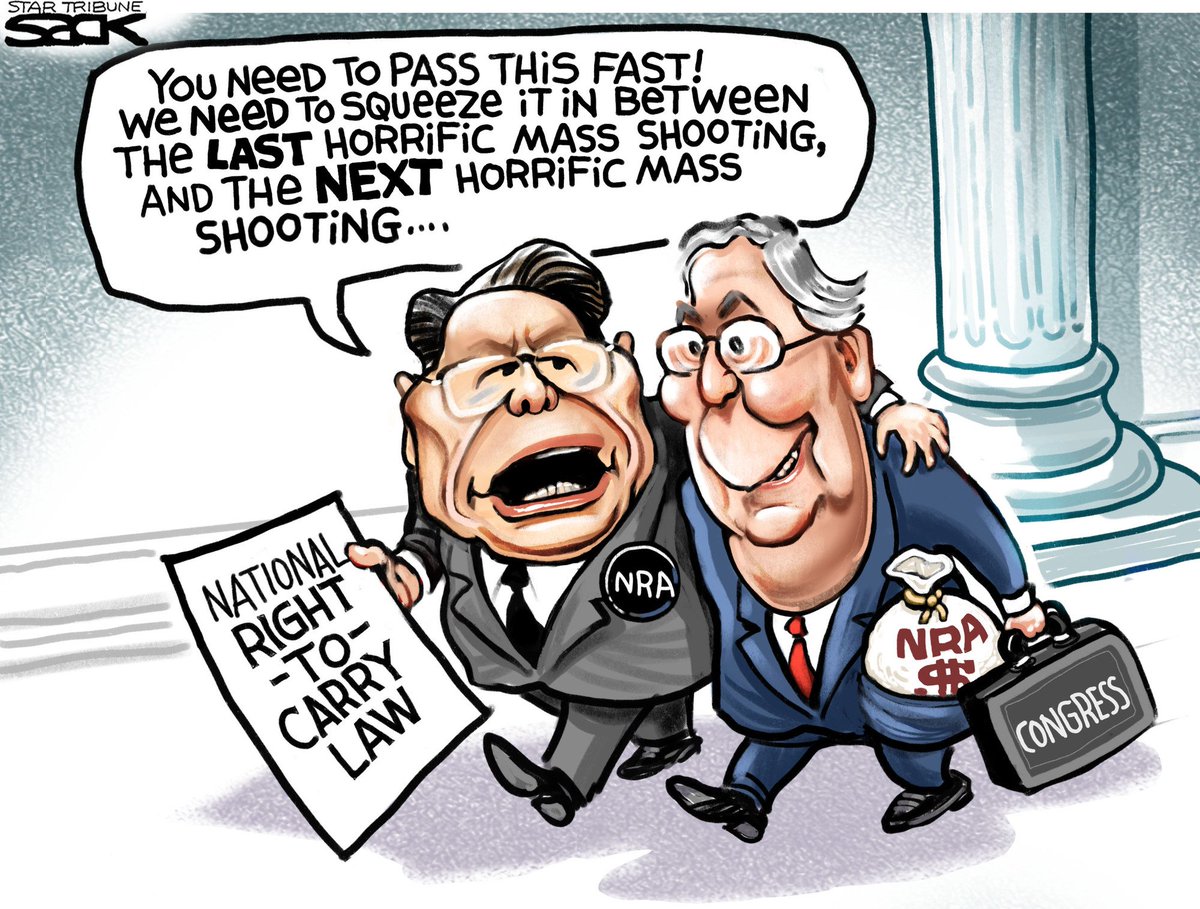 STAR TRIBUNE
SACK
YOU NEED TO PASS THIS FAST!
WE NEED TO SQUEEZE IT IN BETWEEN
THE LAST HORRIFIC MASS SHOOTING,
AND THE NEXT HORRIFIC MASS
SHOOTING....
NATIONAL
RIGHT
-TO-
CARRY
LAW
NRA
NRA
$
CONGRESS